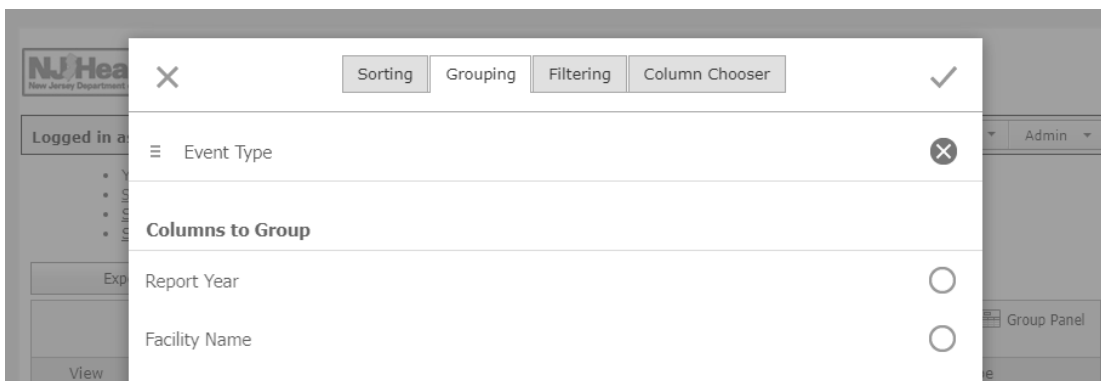 NJ Hea
New Jersey Department
Sorting Grouping Filtering Column Chooser
Logged in a
Admin
Event Type
Columns to Group
Exp
Report Year
Group Panel
Facility Name
View